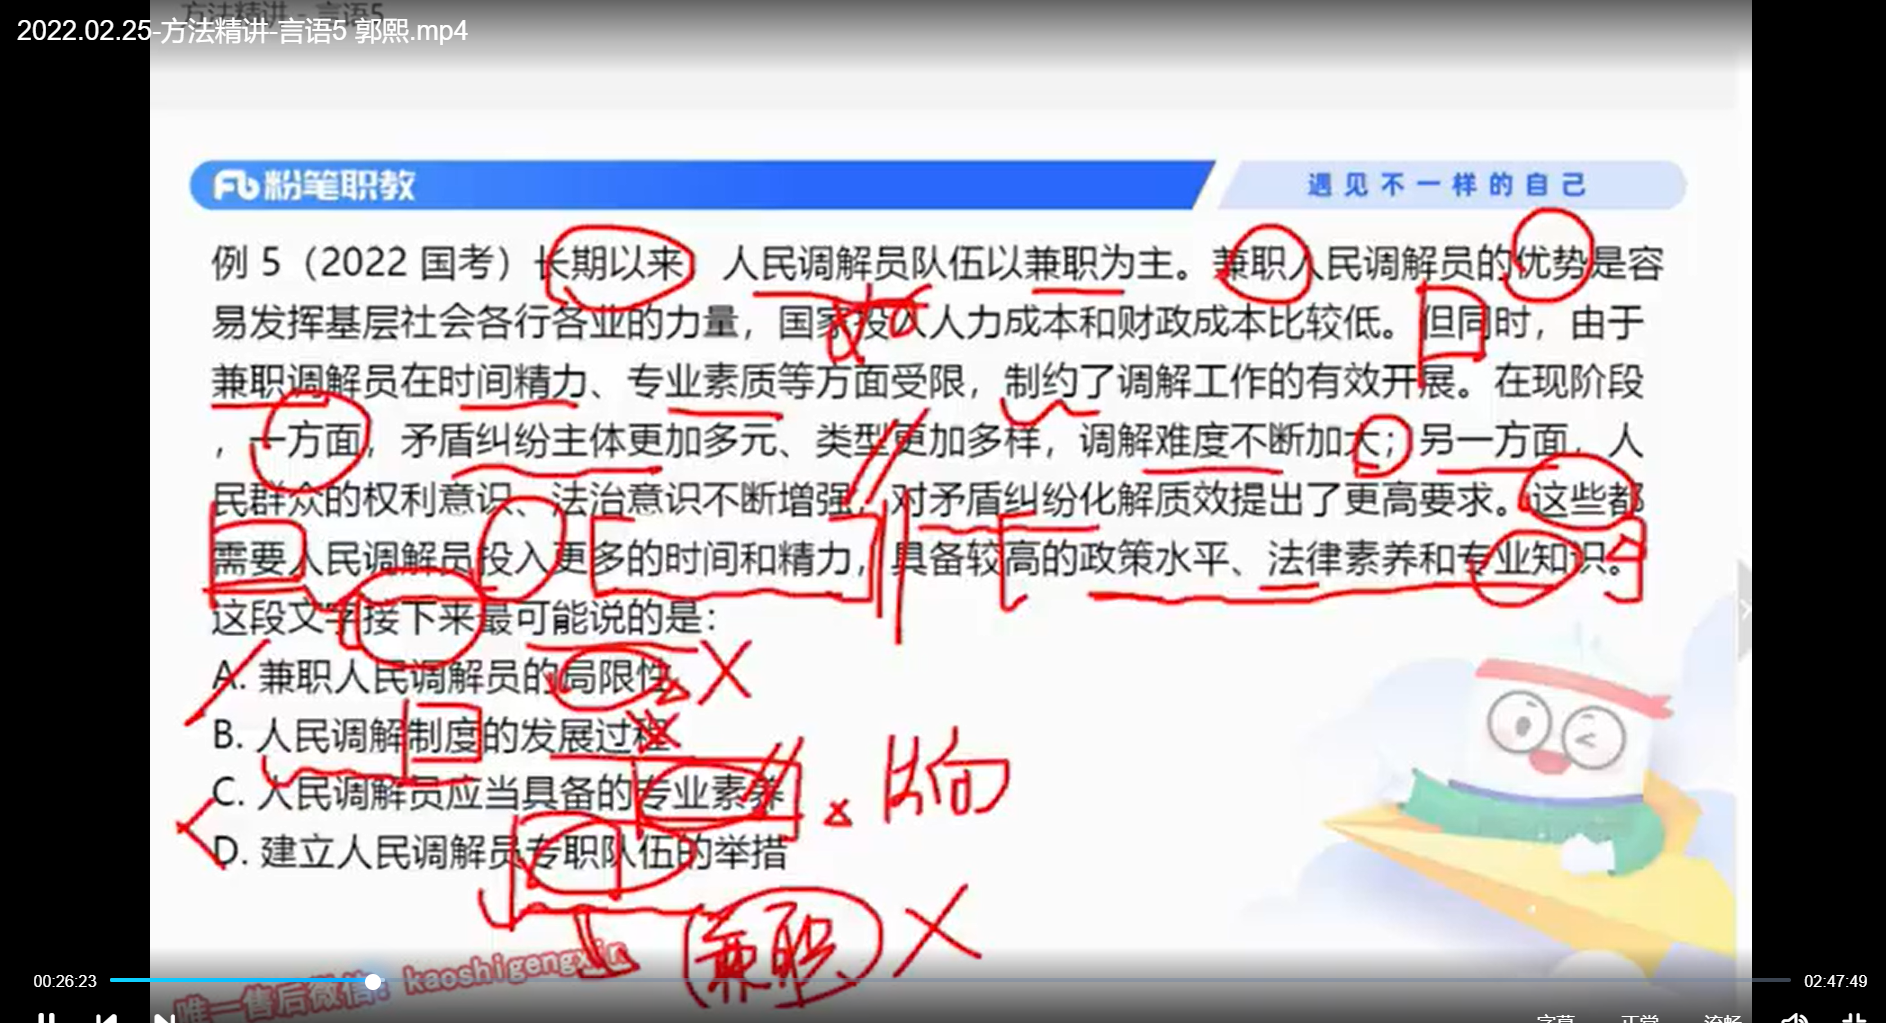 方法精讲-言语5
2022.02.25-方法精讲-言语5 郭熙.mp4
粉笔职教
遇见不一样的自己
例 5（2022 国考）长期以来，人民调解员队伍以兼职为主。兼职人民调解员的优势是容
易发挥基层社会各行各业的力量，国家投入人力成本和财政成本比较低。但同时，由于
兼职调解员在时间精力、专业素质等方面受限，制约了调解工作的有效开展。在现阶段
，一方面，矛盾纠纷主体更加多元、类型更加多样，调解难度不断加大；另一方面，人
民群众的权利意识、法治意识不断增强，对矛盾纠纷化解质效提出了更高要求。这些都
需要人民调解员投入更多的时间和精力，具备较高的政策水平、法律素养和专业知识。
这段文字接下来最可能说的是：
A. 兼职人民调解员的局限性
B. 人民调解制度的发展过程
C. 人民调解员应当具备的专业素养
片向
D. 建立人民调解员专职队伍的举措
兼职
唯一售后微信：kaoshigengxin
00:26:23
02:47:49
字幕 正常 流畅